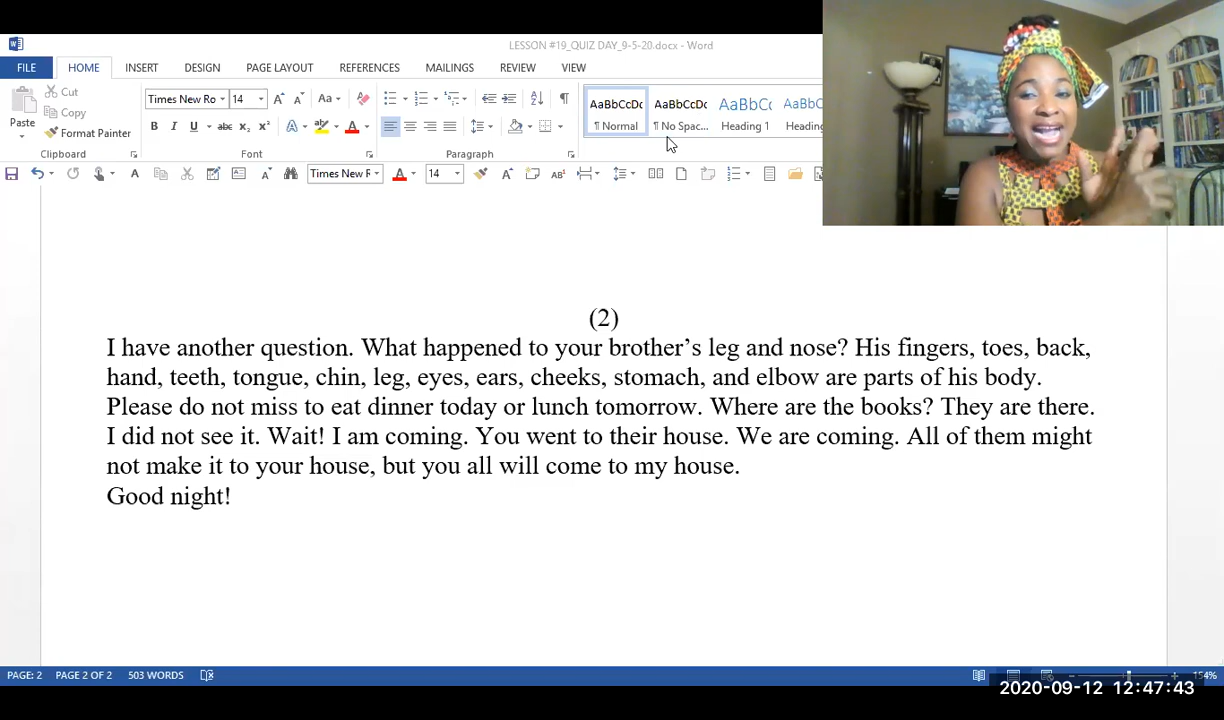 LESSON #19_QUIZ DAY_9-5-20.docx - Word
FILE HOME INSERT DESIGN PAGE LAYOUT REFERENCES MAILINGS REVIEW VIEW
Cut
Copy
Format Painter
Paste
Times New Ro 14
AaBbCcDc AaBbCcDc AaBbCc AaBbC
¶ Normal ¶ No Spac... Heading 1 Heading
Clipboard Font Paragraph
Times New R 14
(2)
I have another question. What happened to your brother’s leg and nose? His fingers, toes, back,
hand, teeth, tongue, chin, leg, eyes, ears, cheeks, stomach, and elbow are parts of his body.
Please do not miss to eat dinner today or lunch tomorrow. Where are the books? They are there.
I did not see it. Wait! I am coming. You went to their house. We are coming. All of them might
not make it to your house, but you all will come to my house.
Good night!
PAGE: 2 PAGE 2 OF 2 503 WORDS
2020-09-12 12:47:43